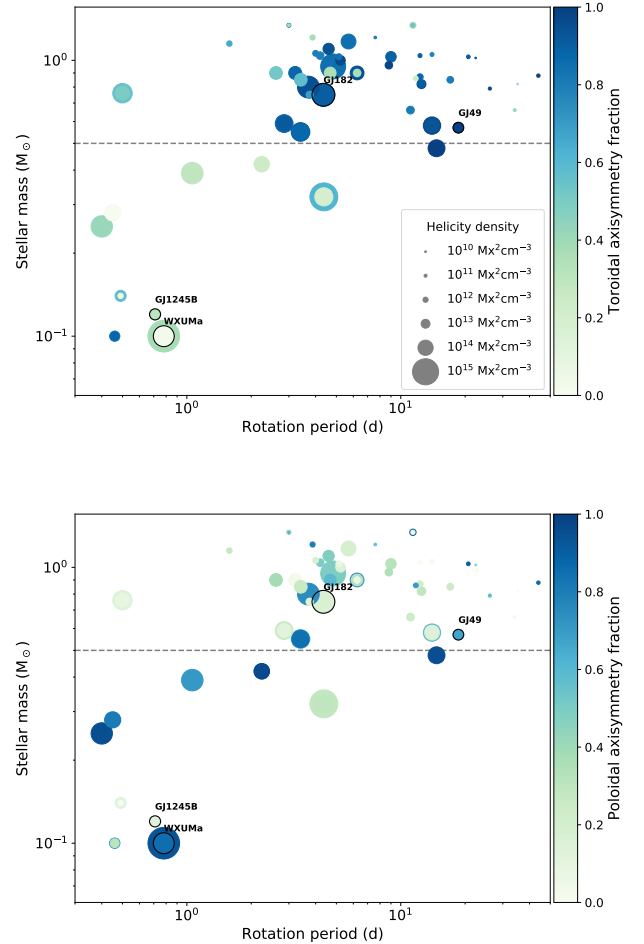 10⁰
10⁻¹
Stellar mass (M⊙)
GJ182
GJ49
GJ1245B
WXUMa
Helicity density
10¹⁰ Mx²cm⁻³
10¹¹ Mx²cm⁻³
10¹² Mx²cm⁻³
10¹³ Mx²cm⁻³
10¹⁴ Mx²cm⁻³
10¹⁵ Mx²cm⁻³
10⁰
10¹
Rotation period (d)
1.0
0.8
0.6
0.4
0.2
0.0
Toroidal axisymmetry fraction
10⁰
10⁻¹
Stellar mass (M⊙)
GJ182
GJ49
GJ1245B
WXUMa
10⁰
10¹
Rotation period (d)
1.0
0.8
0.6
0.4
0.2
0.0
Poloidal axisymmetry fraction